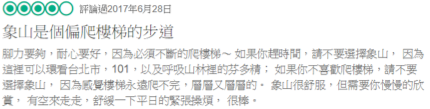 評論過2017年6月28日
象山是個偏爬樓梯的步道
腳力要夠，耐心要好，因為必須不斷的爬樓梯～ 如果你趕時間，請不要選擇象山， 因為
這裡可以環看台北市，101，以及呼吸山林裡的芬多精； 如果你不喜歡爬樓梯，請不要
選擇象山， 因為感覺樓梯永遠爬不完，層層又層層的。 象山很舒服，但需要你慢慢的欣
賞， 有空來走走，舒緩一下平日的緊張操煩， 很棒。